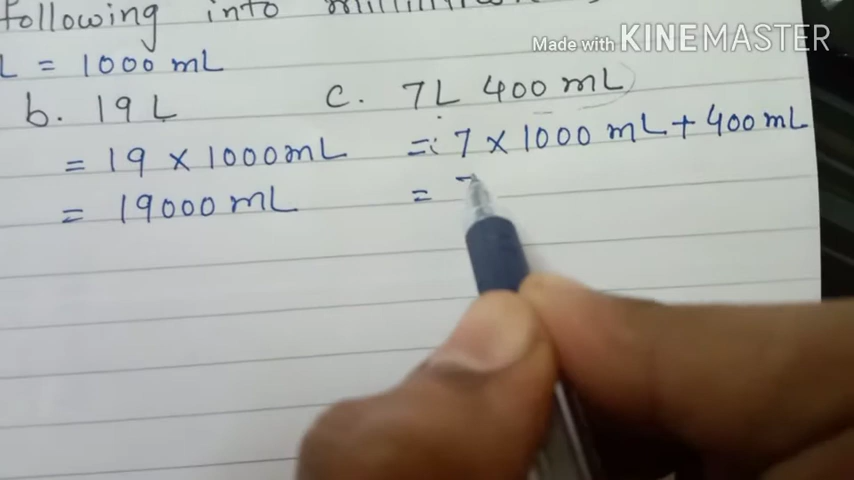 following into
Made with KINEMASTER
L = 1000 mL
b. 19 L
= 19 × 1000 mL
= 19000 mL
c. 7L 400 mL
= 7 × 1000 mL + 400 mL
=